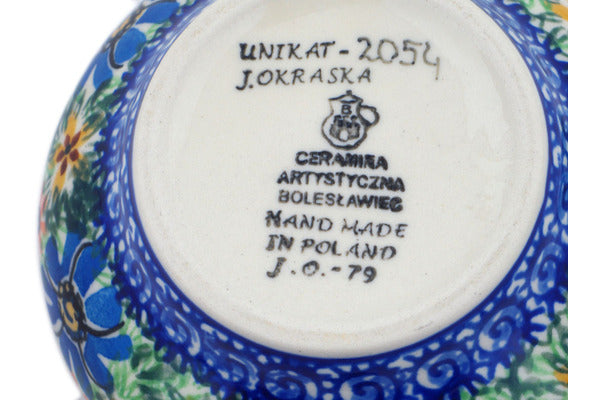 UNIKAT - 2054
J.OKRASKA
B
CERAMIKA
ARTYSTYCZNA
BOLESŁAWIEC
HAND MADE
IN POLAND
J.O.-79